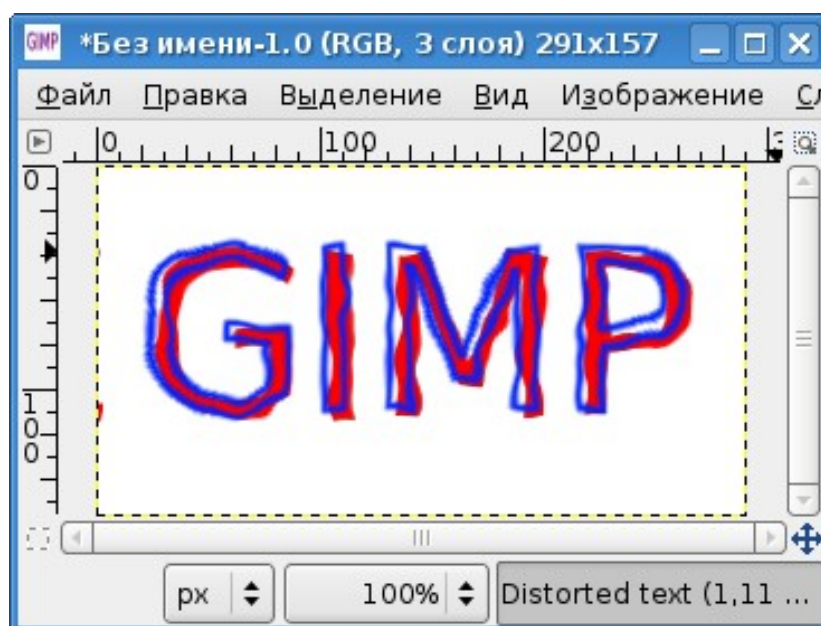 GIMP *Без имени-1.0 (RGB, 3 слоя) 291x157
Файл Правка Выделение Вид Изображение
0 100 200
0
GIMP
100
px 100% Distorted text (1,11 ...